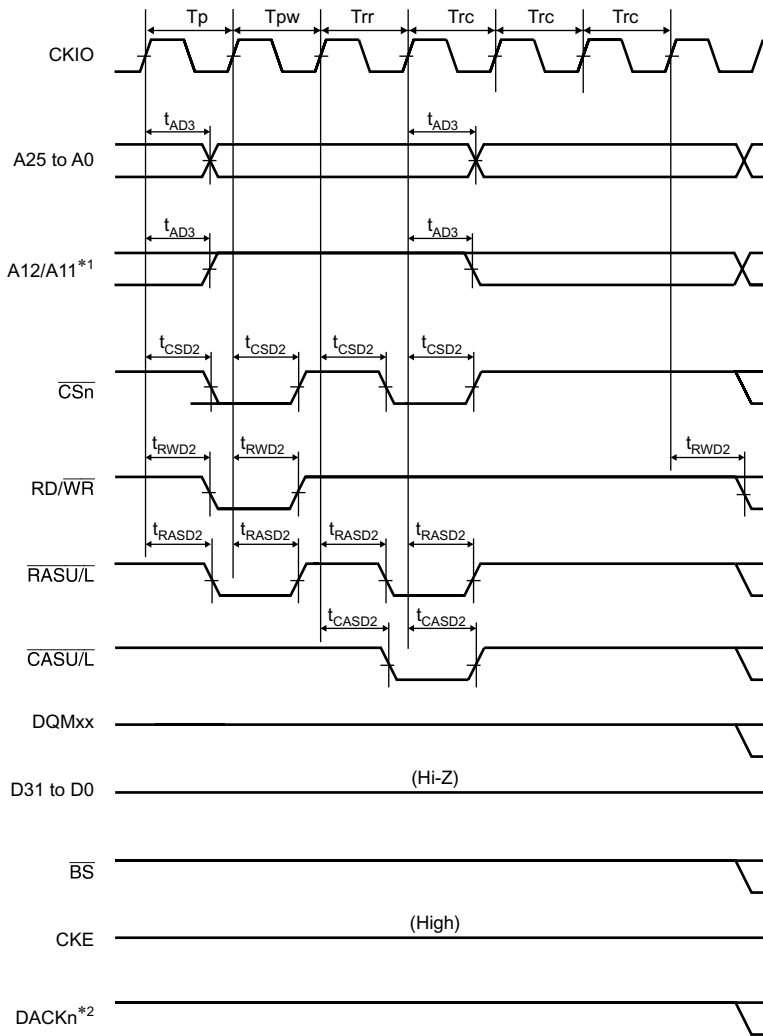 Tp Tpw Trr Trc Trc Trc
CKIO
tAD3 tAD3
A25 to A0
tAD3 tAD3
A12/A11*1
tCSD2 tCSD2 tCSD2 tCSD2
CSn
tRWD2 tRWD2 tRWD2
RD/WR
tRASD2 tRASD2 tRASD2 tRASD2
RASU/L
tCASD2 tCASD2
CASU/L
DQMxx
(Hi-Z)
D31 to D0
BS
(High)
CKE
DACKn*2